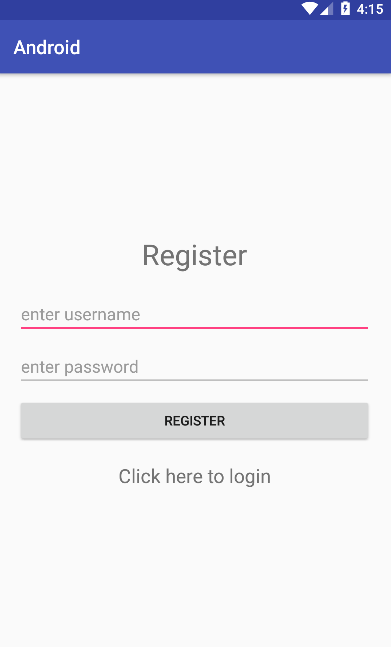 4:15
Android
Register
enter username
enter password
REGISTER
Click here to login